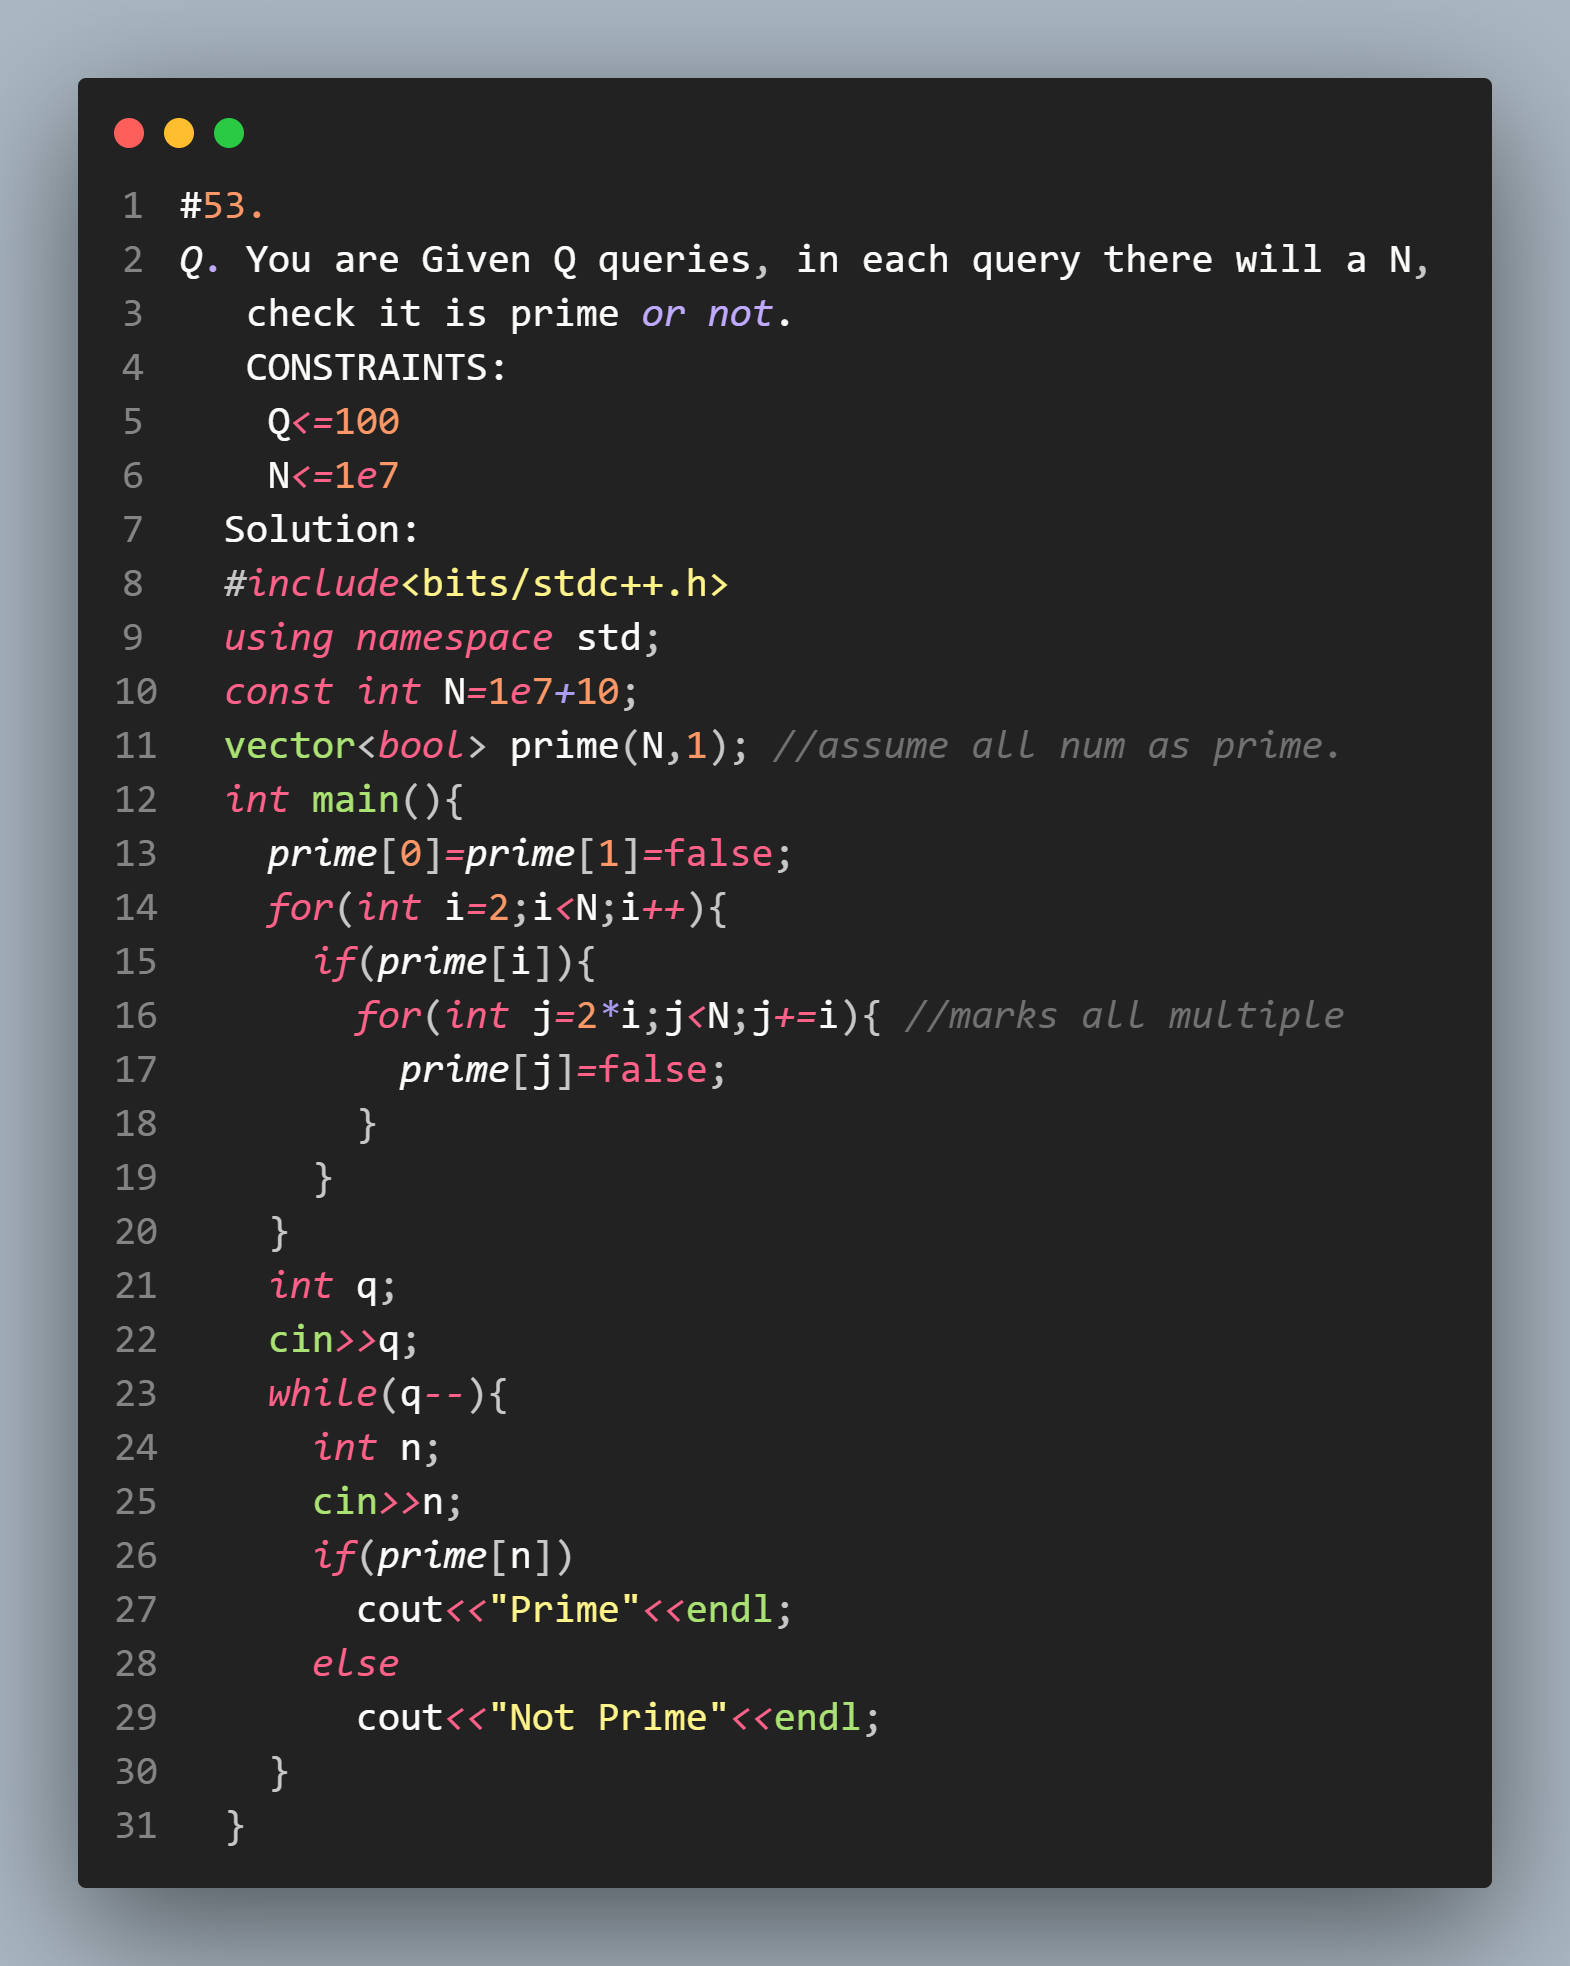 1 #53.
2 Q. You are Given Q queries, in each query there will a N,
3    check it is prime or not.
4    CONSTRAINTS:
5     Q<=100
6     N<=1e7
7   Solution:
8   #include<bits/stdc++.h>
9   using namespace std;
10   const int N=1e7+10;
11   vector<bool> prime(N,1); //assume all num as prime.
12   int main(){
13     prime[0]=prime[1]=false;
14     for(int i=2;i<N;i++){
15       if(prime[i]){
16         for(int j=2*i;j<N;j+=i){ //marks all multiple
17           prime[j]=false;
18         }
19       }
20     }
21     int q;
22     cin>>q;
23     while(q--){
24       int n;
25       cin>>n;
26       if(prime[n])
27         cout<<"Prime"<<endl;
28       else
29         cout<<"Not Prime"<<endl;
30     }
31   }